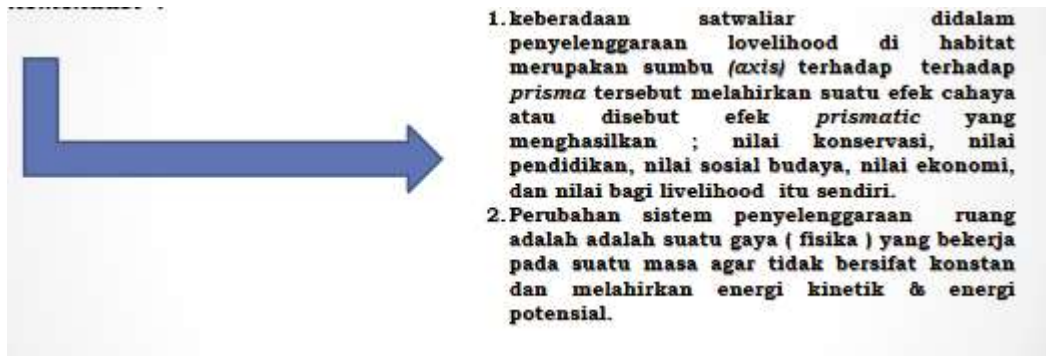 1. keberadaan satwaliar didalam
penyelenggaraan lovelihood di habitat
merupakan sumbu (axis) terhadap terhadap
prisma tersebut melahirkan suatu efek cahaya
atau disebut efek prismatic yang
menghasilkan ; nilai konservasi, nilai
pendidikan, nilai sosial budaya, nilai ekonomi,
dan nilai bagi livelihood itu sendiri.
2. Perubahan sistem penyelenggaraan ruang
adalah adalah suatu gaya ( fisika ) yang bekerja
pada suatu masa agar tidak bersifat konstan
dan melahirkan energi kinetik & energi
potensial.